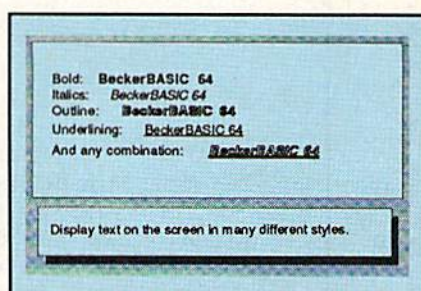 Bold: BeckerBASIC 64
Italics: BeckerBASIC 64
Outline: BeckerBASIC 64
Underlining: BeckerBASIC 64
And any combination: BeckerBASIC 64
Display text on the screen in many different styles.